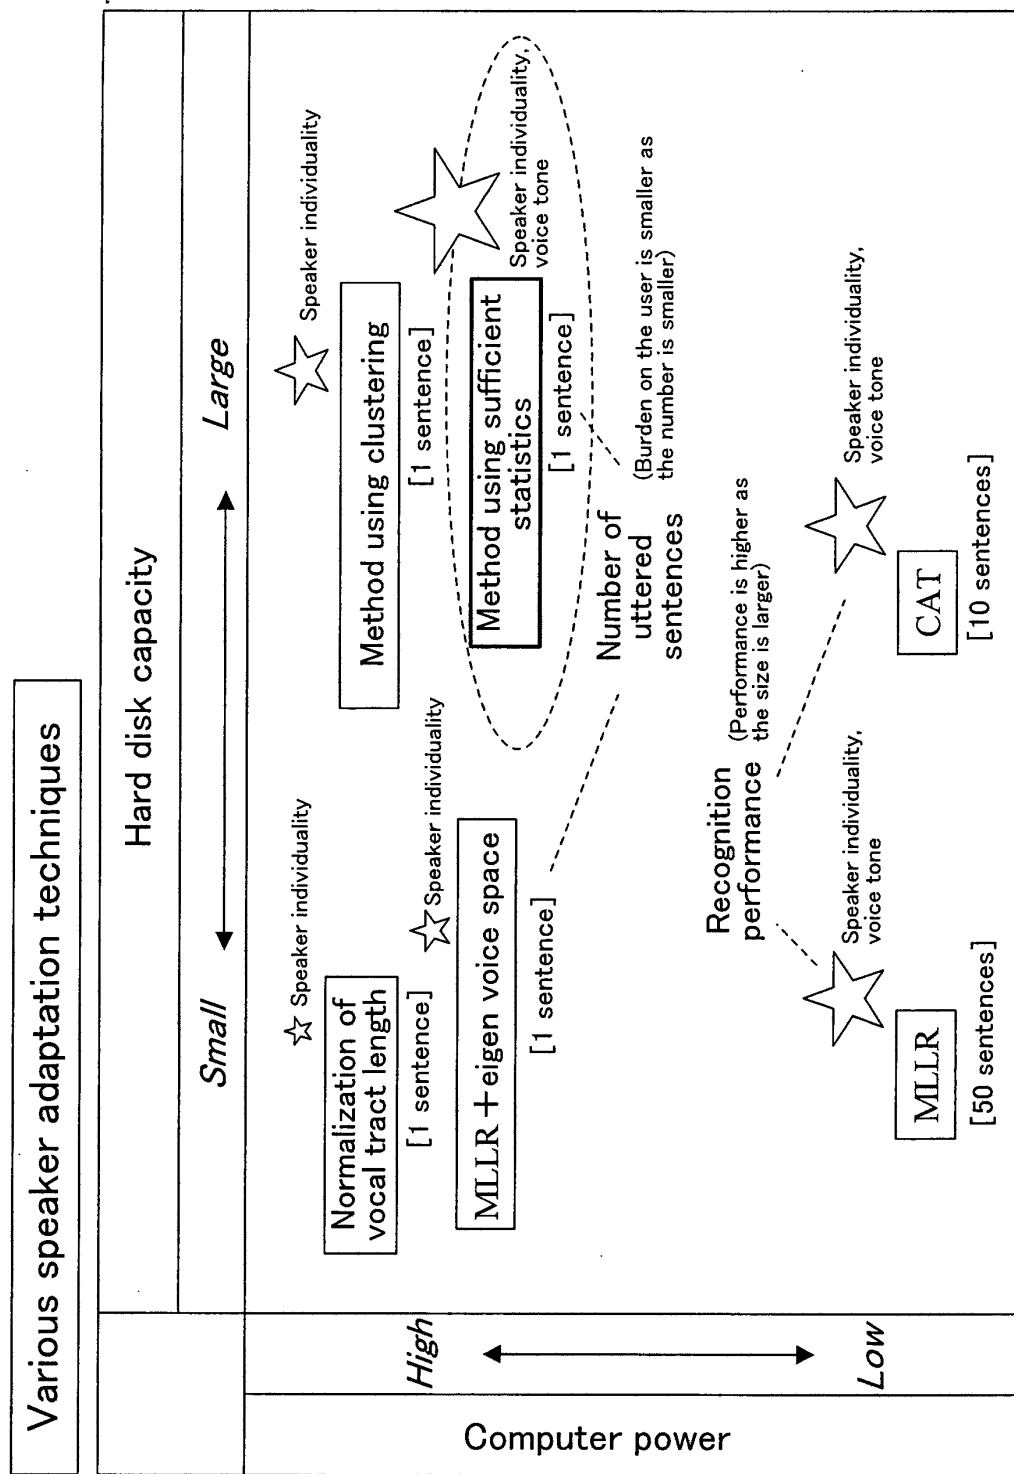 Various speaker adaptation techniques
Hard disk capacity
Small
Large
Computer power
High
Low
Speaker individuality
Normalization of
vocal tract length
[1 sentence]
Speaker individuality
MLLR+eigen voice space
[1 sentence]
Speaker individuality
Method using clustering
[1 sentence]
Speaker individuality,
voice tone
Method using sufficient
statistics
[1 sentence]
Number of
uttered
sentences
(Burden on the user is smaller as
the number is smaller)
Recognition
performance
(Performance is higher as
the size is larger)
Speaker individuality,
voice tone
MLLR
[50 sentences]
Speaker individuality,
voice tone
CAT
[10 sentences]